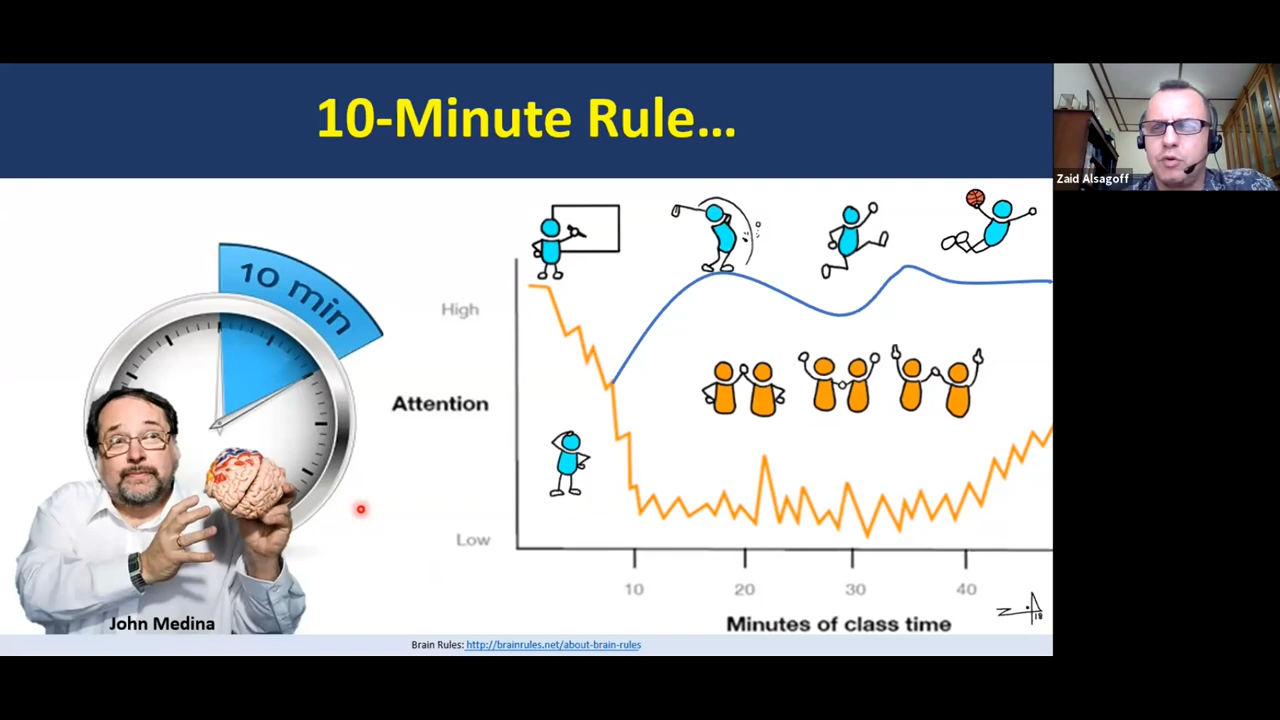 10-Minute Rule...
Zaid Alsagoff
10 min
High
Attention
Low
10
20
30
40
Minutes of class time
John Medina
Brain Rules: http://brainrules.net/about-brain-rules